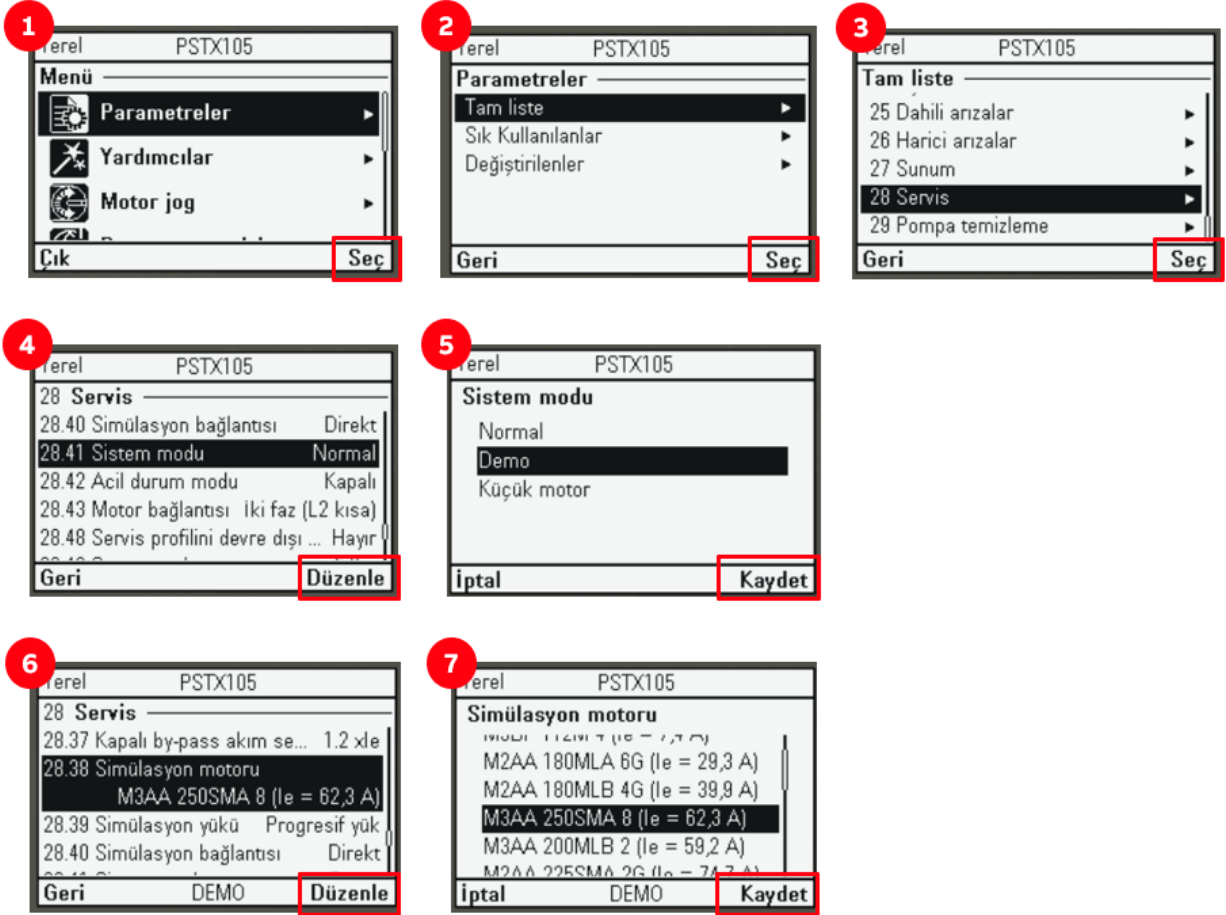 1
PSTX105
Menü
Parametreler
Yardımcılar
Motor jog
Çık Seç
2
PSTX105
Parametreler
Tam liste
Sık Kullanılanlar
Değiştirilenler
Geri Seç
3
PSTX105
Tam liste
25 Dahili arızalar
26 Harici arızalar
27 Sunum
28 Servis
29 Pompa temizleme
Geri Seç
4
PSTX105
28 Servis
28.40 Simülasyon bağlantısı Direkt
28.41 Sistem modu Normal
28.42 Acil durum modu Kapalı
28.43 Motor bağlantısı İki faz (L2 kısa)
28.48 Servis profilini devre dışı ... Hayır
Geri Düzenle
5
PSTX105
Sistem modu
Normal
Demo
Küçük motor
İptal Kaydet
6
PSTX105
28 Servis
28.37 Kapalı by-pass akım se... 1.2 xIe
28.38 Simülasyon motoru
M3AA 250SMA 8 (Ie = 62,3 A)
28.39 Simülasyon yükü Progresif yük
28.40 Simülasyon bağlantısı Direkt
Geri DEMO Düzenle
7
PSTX105
Simülasyon motoru
M2AA 180MLA 6G (Ie = 29,3 A)
M2AA 180MLB 4G (Ie = 39,9 A)
M3AA 250SMA 8 (Ie = 62,3 A)
M3AA 200MLB 2 (Ie = 59,2 A)
İptal DEMO Kaydet